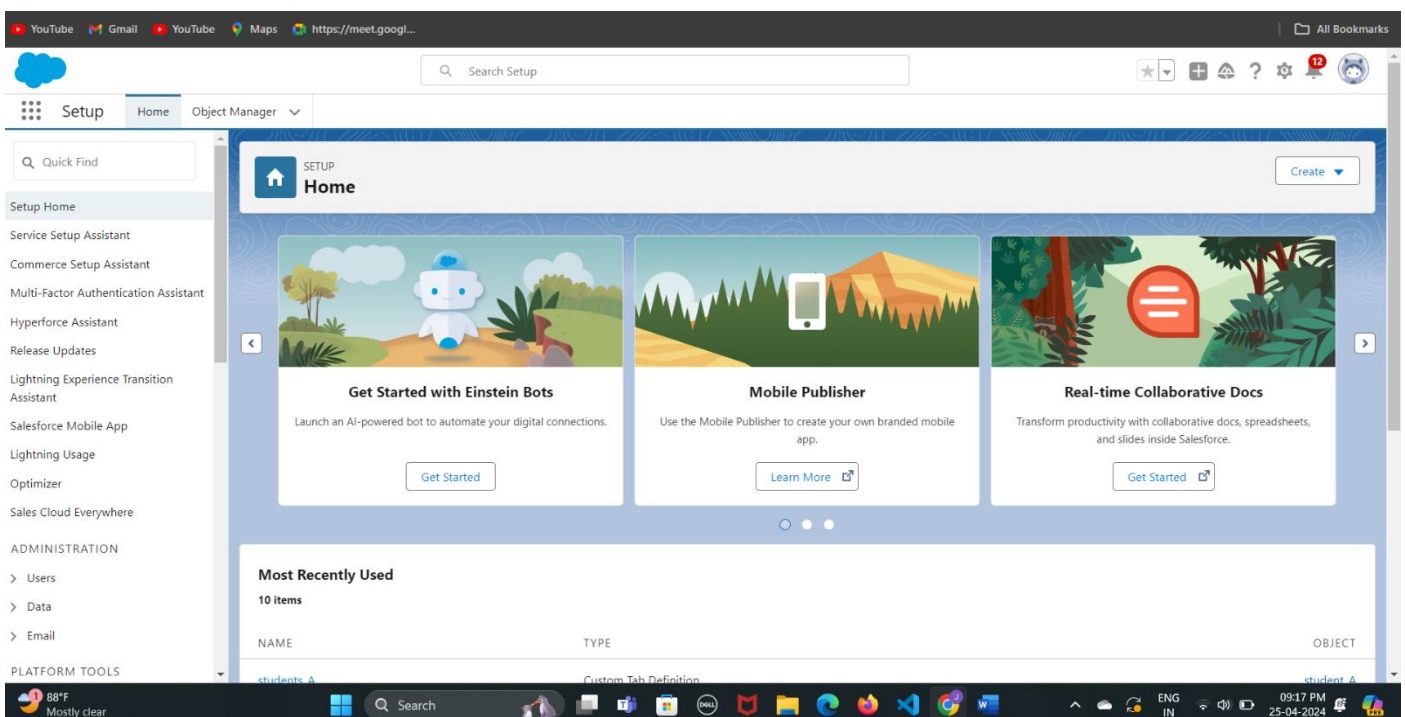 YouTube Gmail YouTube Maps https://meet.googl... All Bookmarks
Search Setup
12
Setup Home Object Manager
Quick Find
Setup Home
Service Setup Assistant
Commerce Setup Assistant
Multi-Factor Authentication Assistant
Hyperforce Assistant
Release Updates
Lightning Experience Transition
Assistant
Salesforce Mobile App
Lightning Usage
Optimizer
Sales Cloud Everywhere
ADMINISTRATION
Users
Data
Email
PLATFORM TOOLS
SETUP
Home
Create
Get Started with Einstein Bots
Launch an AI-powered bot to automate your digital connections.
Get Started
Mobile Publisher
Use the Mobile Publisher to create your own branded mobile
app.
Learn More
Real-time Collaborative Docs
Transform productivity with collaborative docs, spreadsheets,
and slides inside Salesforce.
Get Started
Most Recently Used
10 items
NAME TYPE OBJECT
students_A Custom Tab Definition student_A
1
88°F
Mostly clear
Search
DELL
W
ENG
IN
09:17 PM
25-04-2024
PRE